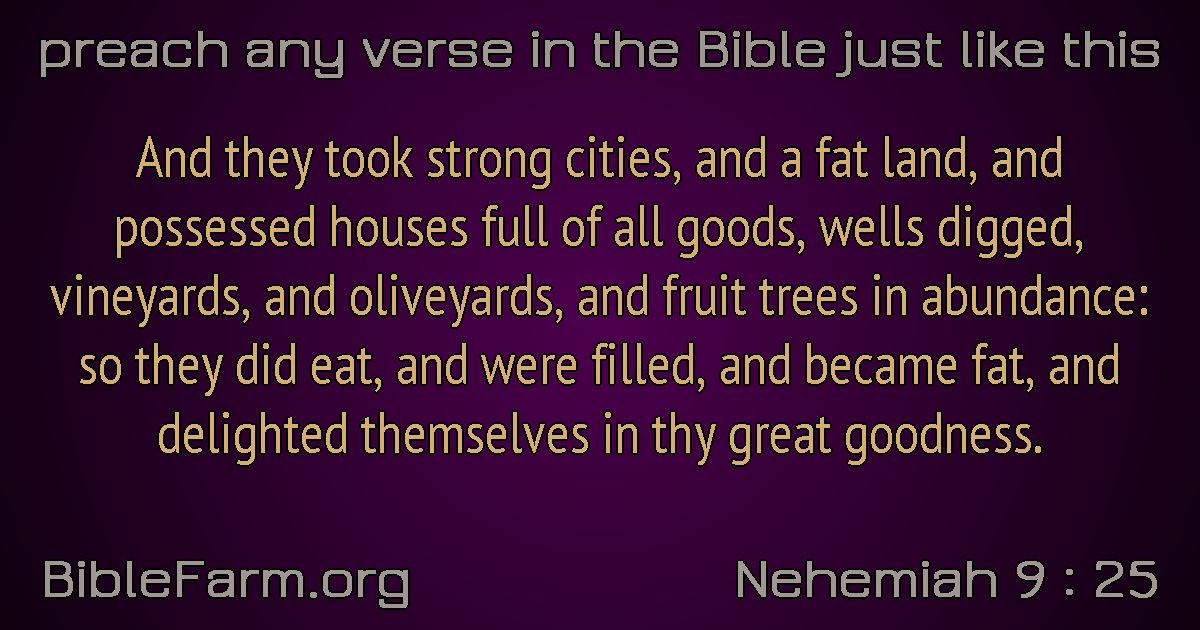 preach any verse in the Bible just like this
And they took strong cities, and a fat land, and
possessed houses full of all goods, wells digged,
vineyards, and oliveyards, and fruit trees in abundance:
so they did eat, and were filled, and became fat, and
delighted themselves in thy great goodness.
BibleFarm.org
Nehemiah 9 : 25